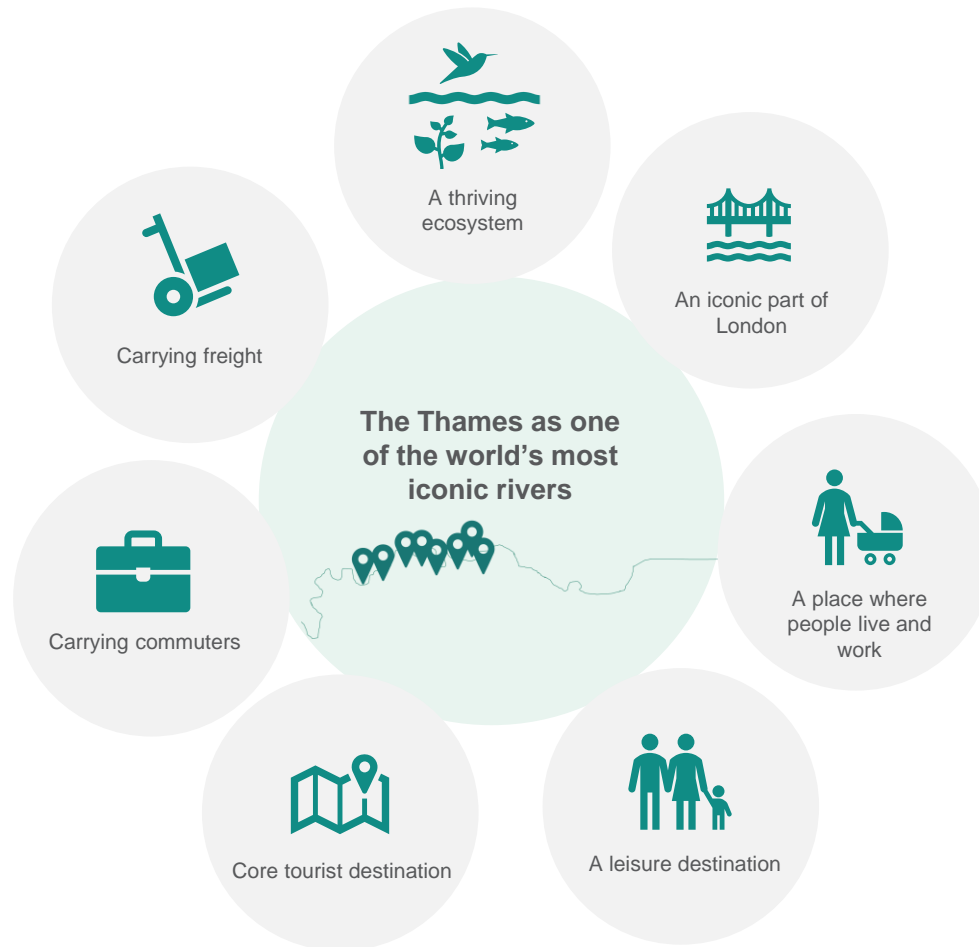 A thriving
ecosystem
An iconic part of
London
Carrying freight
The Thames as one
of the world's most
iconic rivers
A place where
people live and
work
Carrying commuters
Core tourist destination
A leisure destination